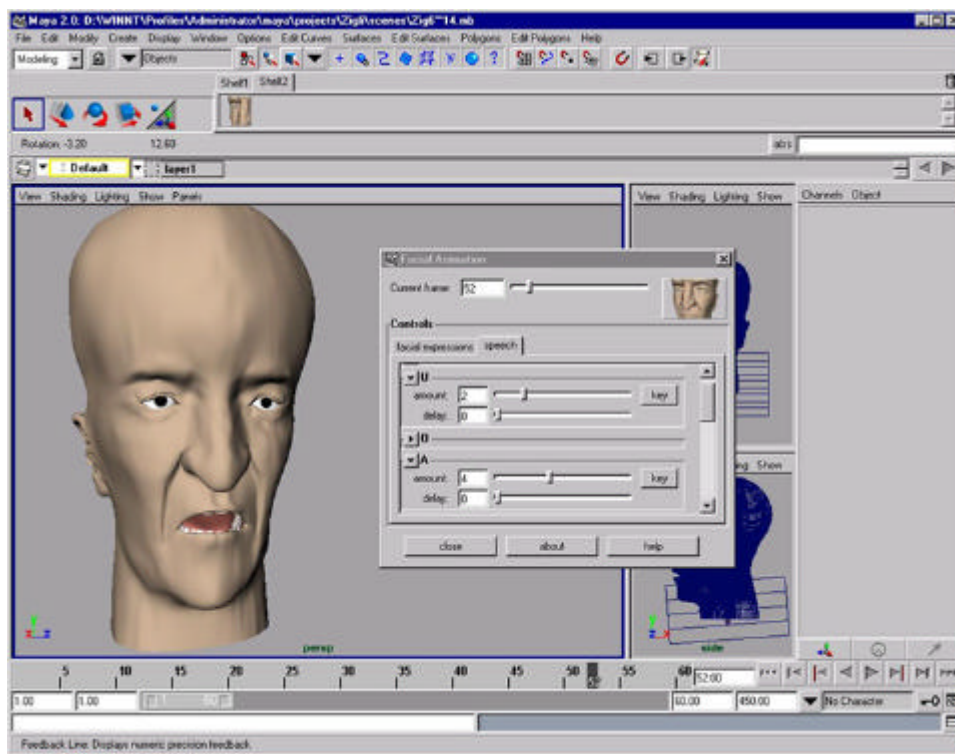 Maya 2.0: D:\WINNT\Profiles\Administrator\maya\projects\Zig6\scenes\Zig6~14.mb
File Edit Modify Create Display Window Options Edit Curves Surfaces Edit Surfaces Polygons Edit Polygons Help
Modeling Objects
Shelf1 Shelf2
Rotation: -3.20 12.60
abs
Default layer1
View Shading Lighting Show Panels
View Shading Lighting Show
Channels Object
Facial Animation
Current frame: 52
Controls
facial expressions speech
U
amount: 2 key
delay: 0
O
A
amount: 4 key
delay: 0
close about help
Show
persp
side
5 10 15 20 25 30 35 40 45 50 52 55 60 52.00
1.00 1.00 60.00 450.00 No Character
Feedback Line: Displays numeric precision feedback.